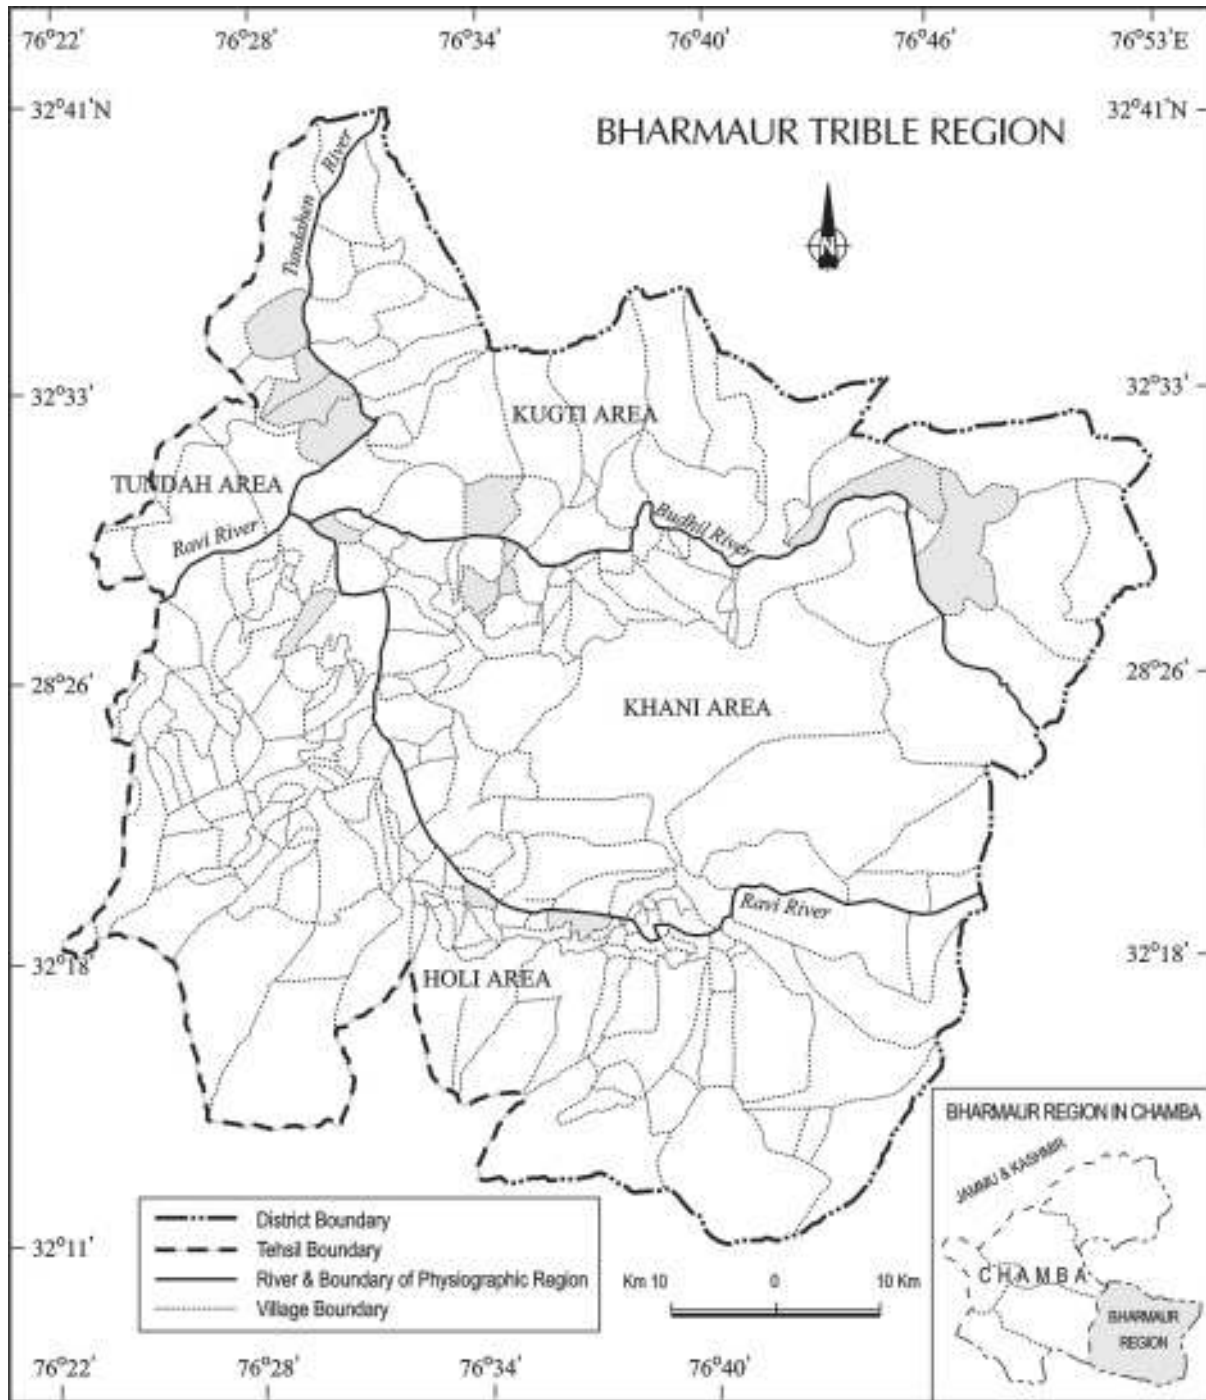 76°22' 76°28' 76°34' 76°40' 76°46' 76°53'E
32°41'N 32°41'N
BHARMAUR TRIBLE REGION
N
River
Tundahen
32°33' 32°33'
KUGTI AREA
TUNDAH AREA
Ravi River
Budhil River
28°26' 28°26'
KHANI AREA
Ravi River
32°18' 32°18'
HOLI AREA
BHARMAUR REGION IN CHAMBA
JAMMU & KASHMIR
CHAMBA
BHARMAUR
REGION
District Boundary
Tehsil Boundary
River & Boundary of Physiographic Region
Village Boundary
32°11'
Km 10 0 10 Km
76°22' 76°28' 76°34' 76°40'